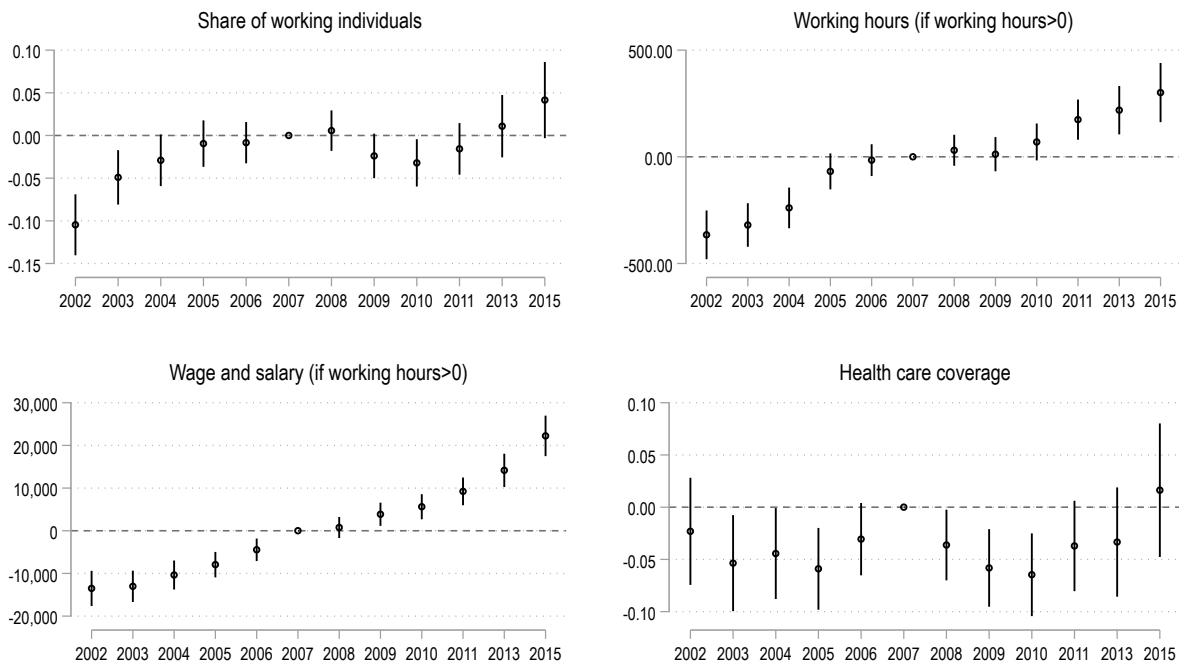 Share of working individuals
0.10
0.05
0.00
-0.05
-0.10
-0.15
2002 2003 2004 2005 2006 2007 2008 2009 2010 2011 2013 2015
Working hours (if working hours>0)
500.00
0.00
-500.00
2002 2003 2004 2005 2006 2007 2008 2009 2010 2011 2013 2015
Wage and salary (if working hours>0)
30,000
20,000
10,000
0
-10,000
-20,000
2002 2003 2004 2005 2006 2007 2008 2009 2010 2011 2013 2015
Health care coverage
0.10
0.05
0.00
-0.05
-0.10
2002 2003 2004 2005 2006 2007 2008 2009 2010 2011 2013 2015